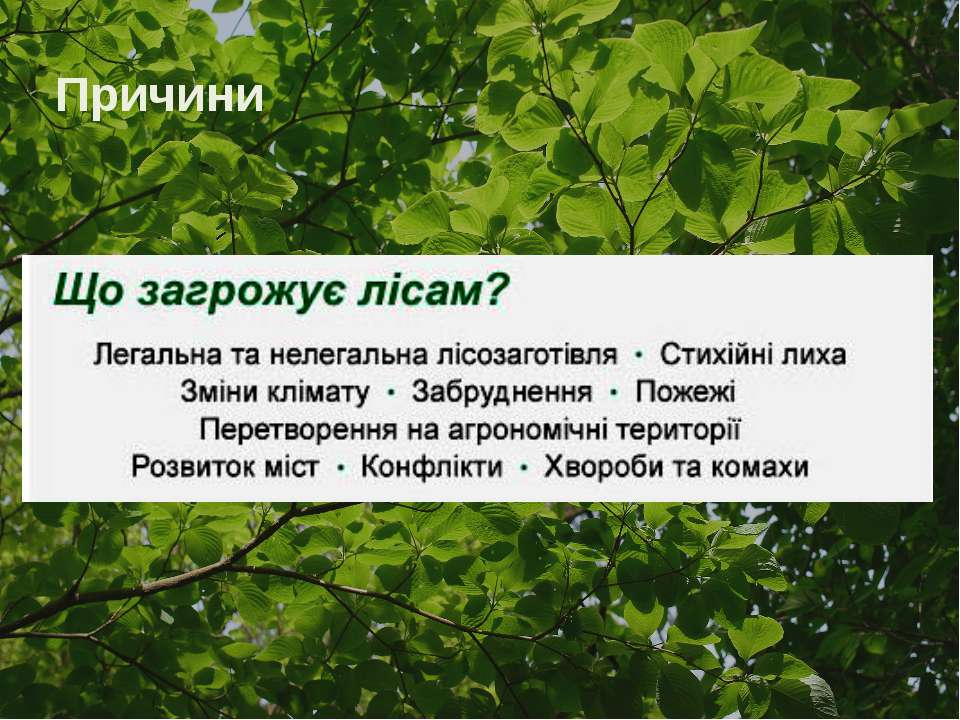 Причини
Що загрожує лісам?
Легальна та нелегальна лісозаготівля • Стихійні лиха
Зміни клімату • Забруднення • Пожежі
Перетворення на агрономічні території
Розвиток міст • Конфлікти • Хвороби та комахи